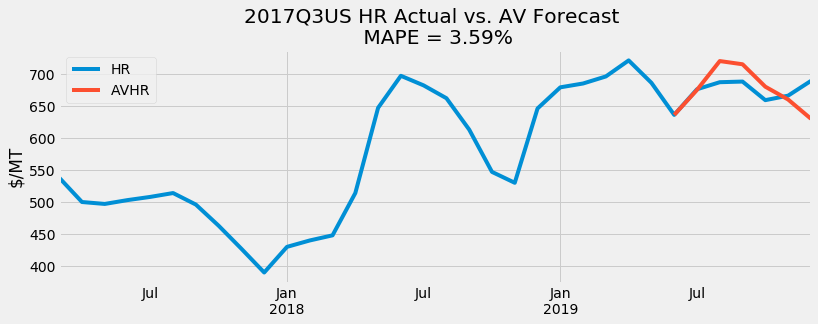 2017Q3US HR Actual vs. AV Forecast
MAPE = 3.59%
HR
AVHR
$/MT
700
650
600
550
500
450
400
Jul
Jan
2018
Jul
Jan
2019
Jul